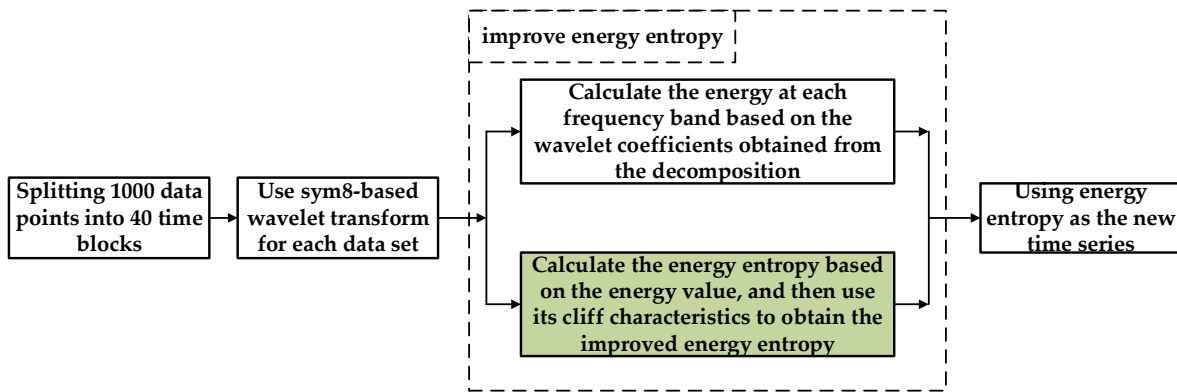 improve energy entropy
Calculate the energy at each
frequency band based on the
wavelet coefficients obtained from
the decomposition
Splitting 1000 data
points into 40 time
blocks
Use sym8-based
wavelet transform
for each data set
Using energy
entropy as the new
time series
Calculate the energy entropy based
on the energy value, and then use
its cliff characteristics to obtain the
improved energy entropy